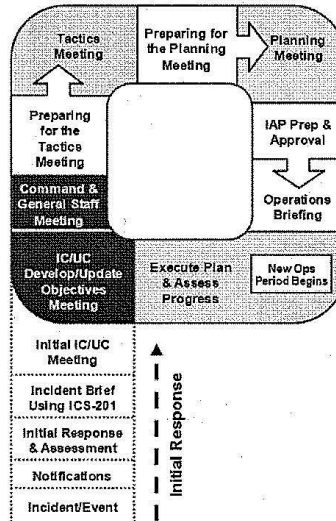 Tactics
Meeting
Preparing for
the Planning
Meeting
Planning
Meeting
Preparing
for the
Tactics
Meeting
IAP Prep &
Approval
Command &
General Staff
Meeting
Operations
Briefing
IC/UC
Develop/Update
Objectives
Meeting
Execute Plan
& Assess
Progress
New Ops
Period Begins
Initial IC/UC
Meeting
Incident Brief
Using ICS-201
Initial Response
& Assessment
Notifications
Incident/Event
Initial Response